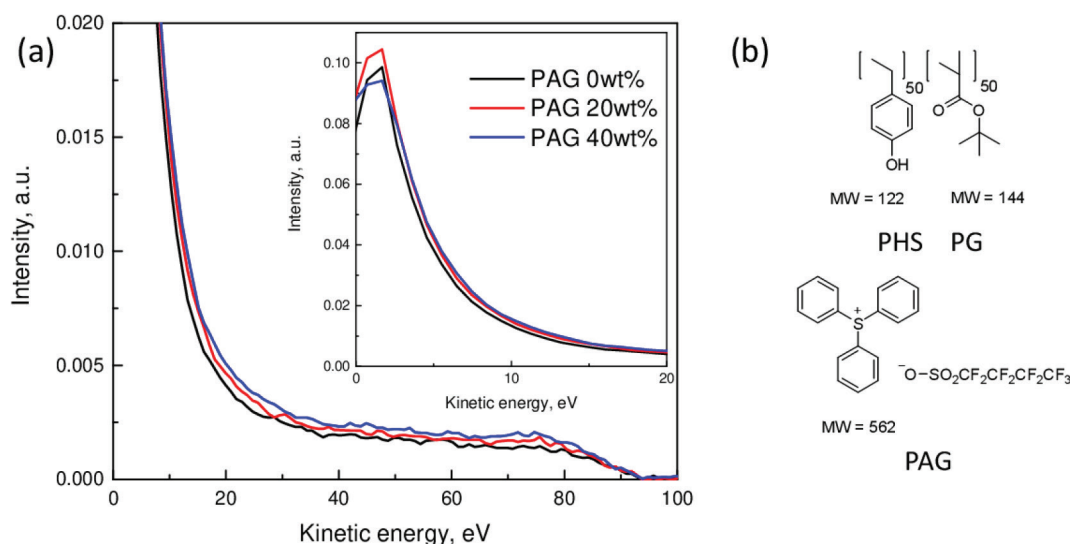 (a)
0.020
0.015
0.010
0.005
0.000
Intensity, a.u.
0 20 40 60 80 100
Kinetic energy, eV
0.10
0.08
0.06
0.04
0.02
0.00
Intensity, a.u.
0 10 20
Kinetic energy, eV
PAG 0wt%
PAG 20wt%
PAG 40wt%
(b)
50 50
O
O
OH
MW = 122 MW = 144
PHS PG
S+
−O−SO2CF2CF2CF2CF3
MW = 562
PAG